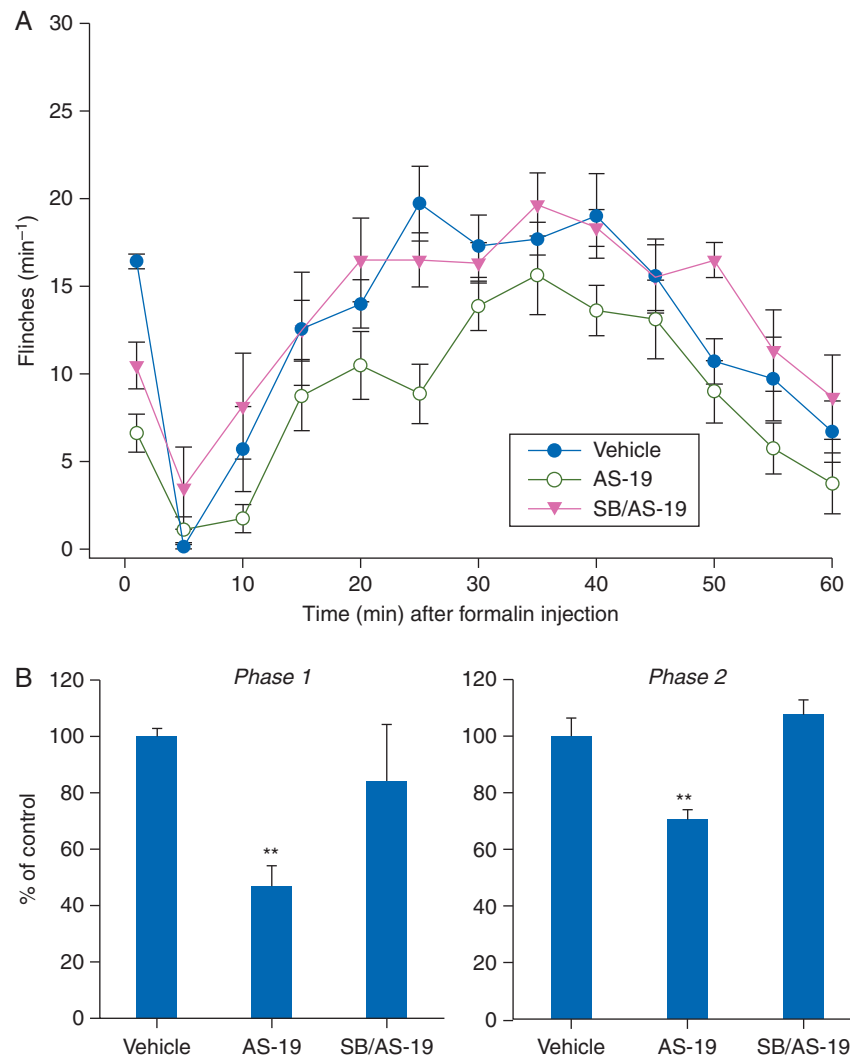 A
30
25
20
15
10
5
0
Flinches (min⁻¹)
Vehicle
AS-19
SB/AS-19
0 10 20 30 40 50 60
Time (min) after formalin injection
B
Phase 1
120
100
80
60
40
20
0
% of control
**
Vehicle AS-19 SB/AS-19
Phase 2
120
100
80
60
40
20
0
**
Vehicle AS-19 SB/AS-19